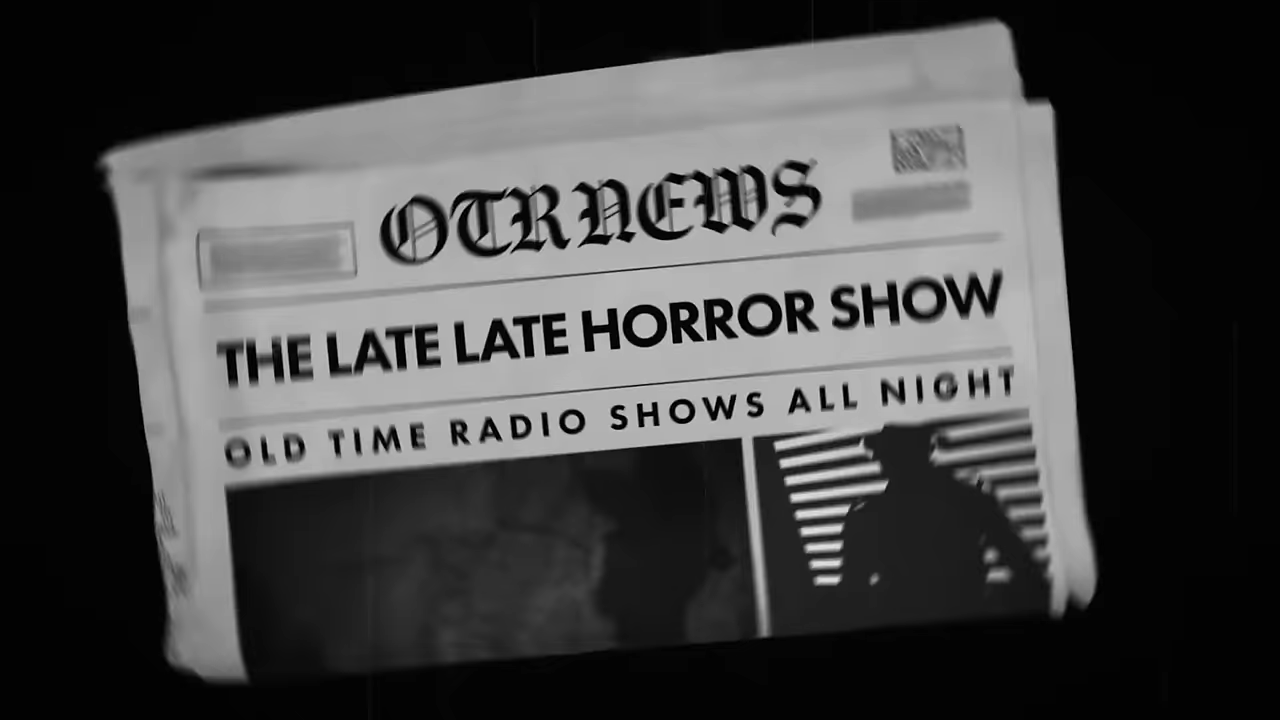 OTRNEWS
THE LATE LATE HORROR SHOW
OLD TIME RADIO SHOWS ALL NIGHT